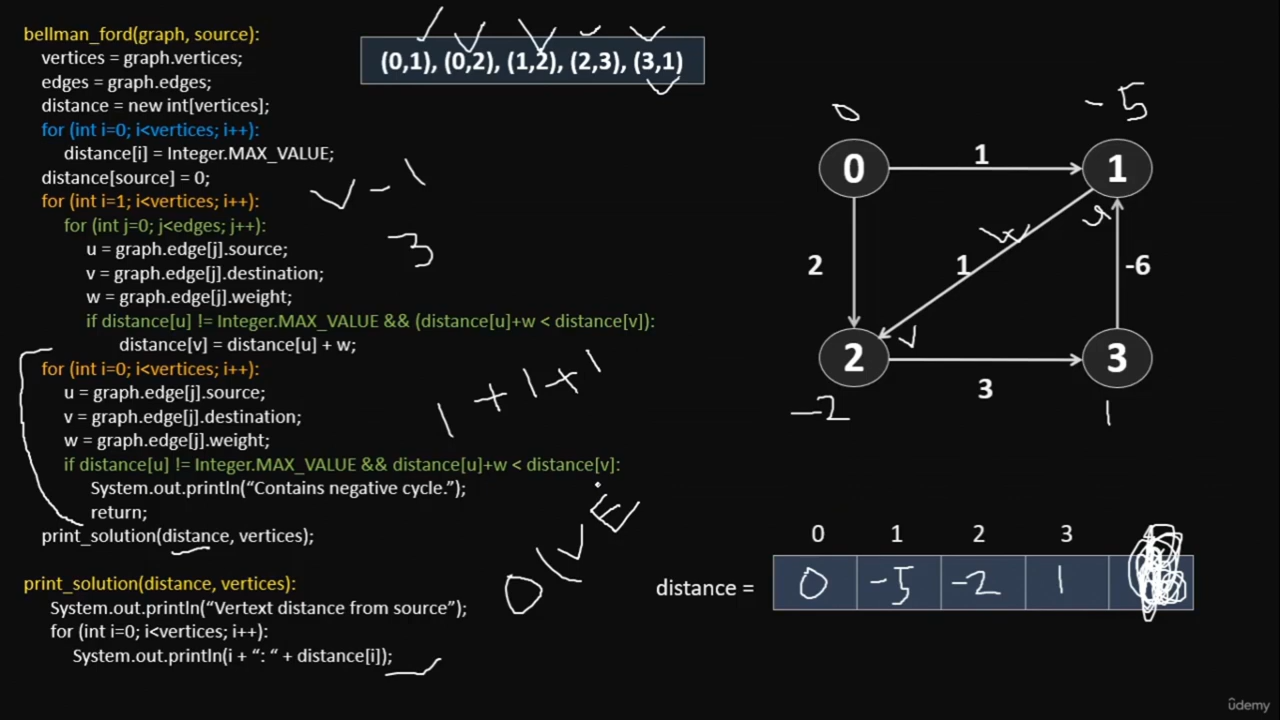 bellman_ford(graph, source):
vertices = graph.vertices;
edges = graph.edges;
distance = new int[vertices];
for (int i=0; i<vertices; i++):
distance[i] = Integer.MAX_VALUE;
distance[source] = 0;
for (int i=1; i<vertices; i++):
for (int j=0; j<edges; j++):
u = graph.edge[j].source;
v = graph.edge[j].destination;
w = graph.edge[j].weight;
if distance[u] != Integer.MAX_VALUE && (distance[u]+w < distance[v]):
distance[v] = distance[u] + w;
for (int i=0; i<vertices; i++):
u = graph.edge[j].source;
v = graph.edge[j].destination;
w = graph.edge[j].weight;
if distance[u] != Integer.MAX_VALUE && distance[u]+w < distance[v]:
System.out.println(“Contains negative cycle.”);
return;
print_solution(distance, vertices);
print_solution(distance, vertices):
System.out.println(“Vertext distance from source”);
for (int i=0; i<vertices; i++):
System.out.println(i + “: “ + distance[i]);
(0,1), (0,2), (1,2), (2,3), (3,1)
V - 1
3
1 + 1 + 1
0 -5
0 1 1
u
w
2 1 -6
v
2 3 3
-2 1
0 1 2 3
distance = 0 -5 -2 1
udemy